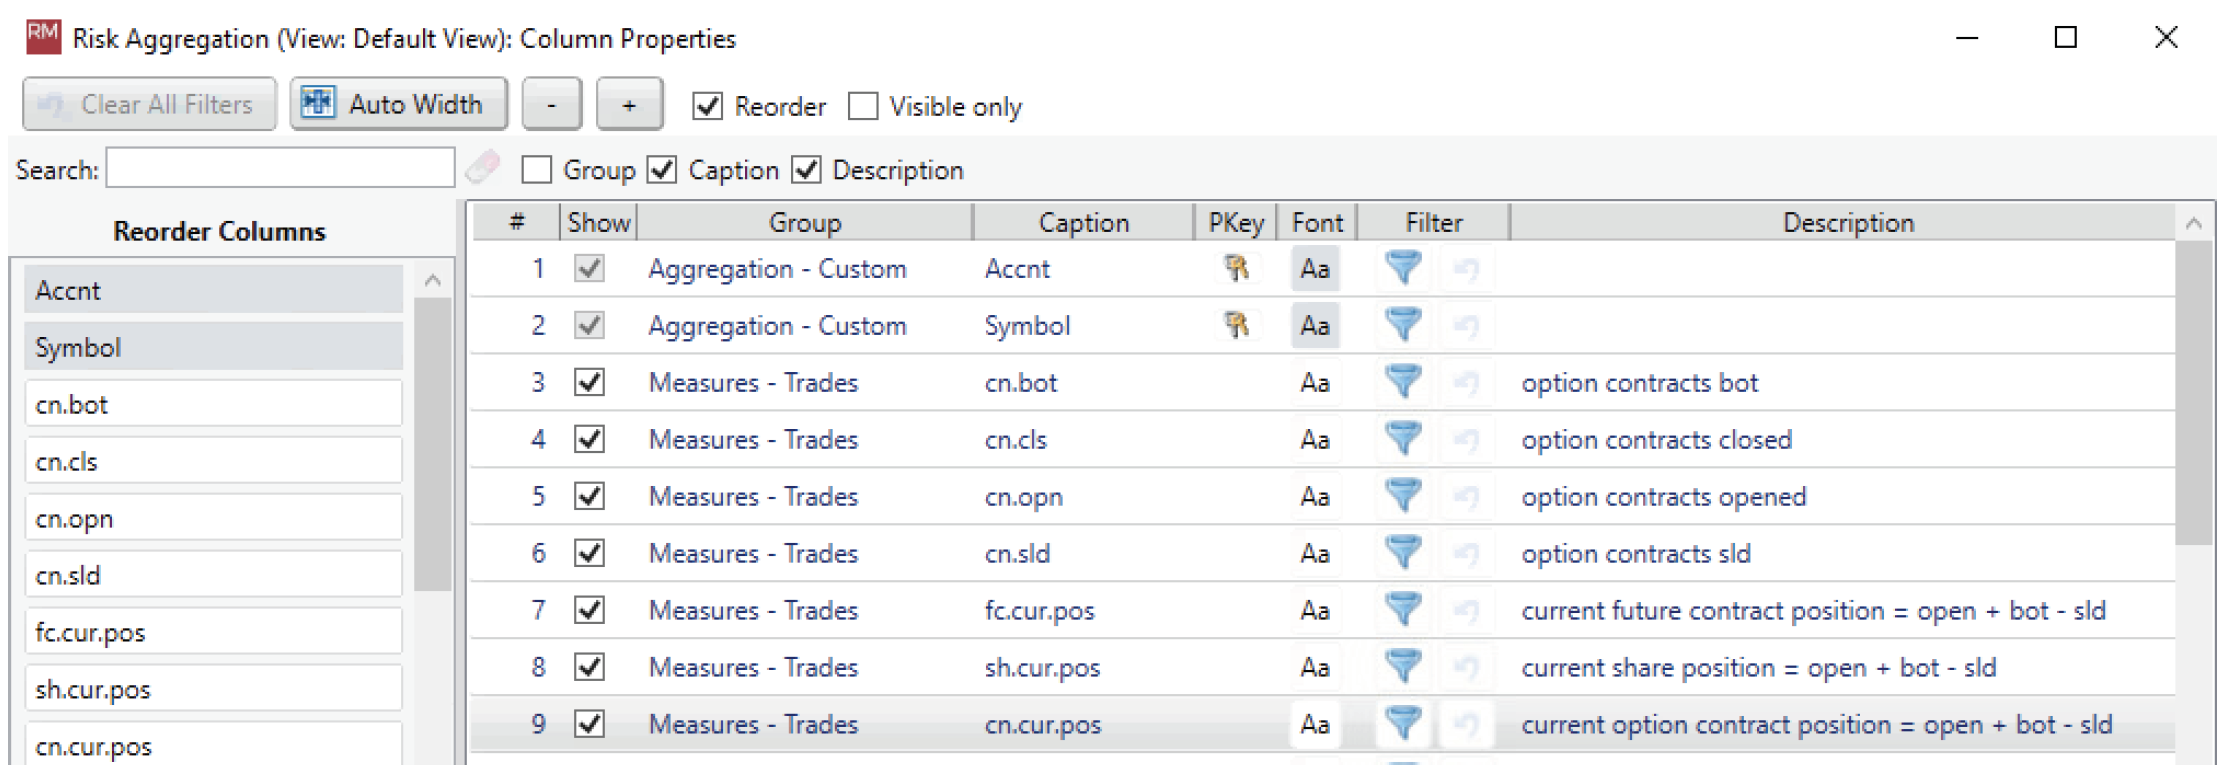 RM Risk Aggregation (View: Default View): Column Properties
Clear All Filters Auto Width - + Reorder Visible only
Search: Group Caption Description
Reorder Columns
Accnt
Symbol
cn.bot
cn.cls
cn.opn
cn.sld
fc.cur.pos
sh.cur.pos
cn.cur.pos
# Show Group Caption PKey Font Filter Description
1 Aggregation - Custom Accnt Aa
2 Aggregation - Custom Symbol Aa
3 Measures - Trades cn.bot Aa option contracts bot
4 Measures - Trades cn.cls Aa option contracts closed
5 Measures - Trades cn.opn Aa option contracts opened
6 Measures - Trades cn.sld Aa option contracts sld
7 Measures - Trades fc.cur.pos Aa current future contract position = open + bot - sld
8 Measures - Trades sh.cur.pos Aa current share position = open + bot - sld
9 Measures - Trades cn.cur.pos Aa current option contract position = open + bot - sld